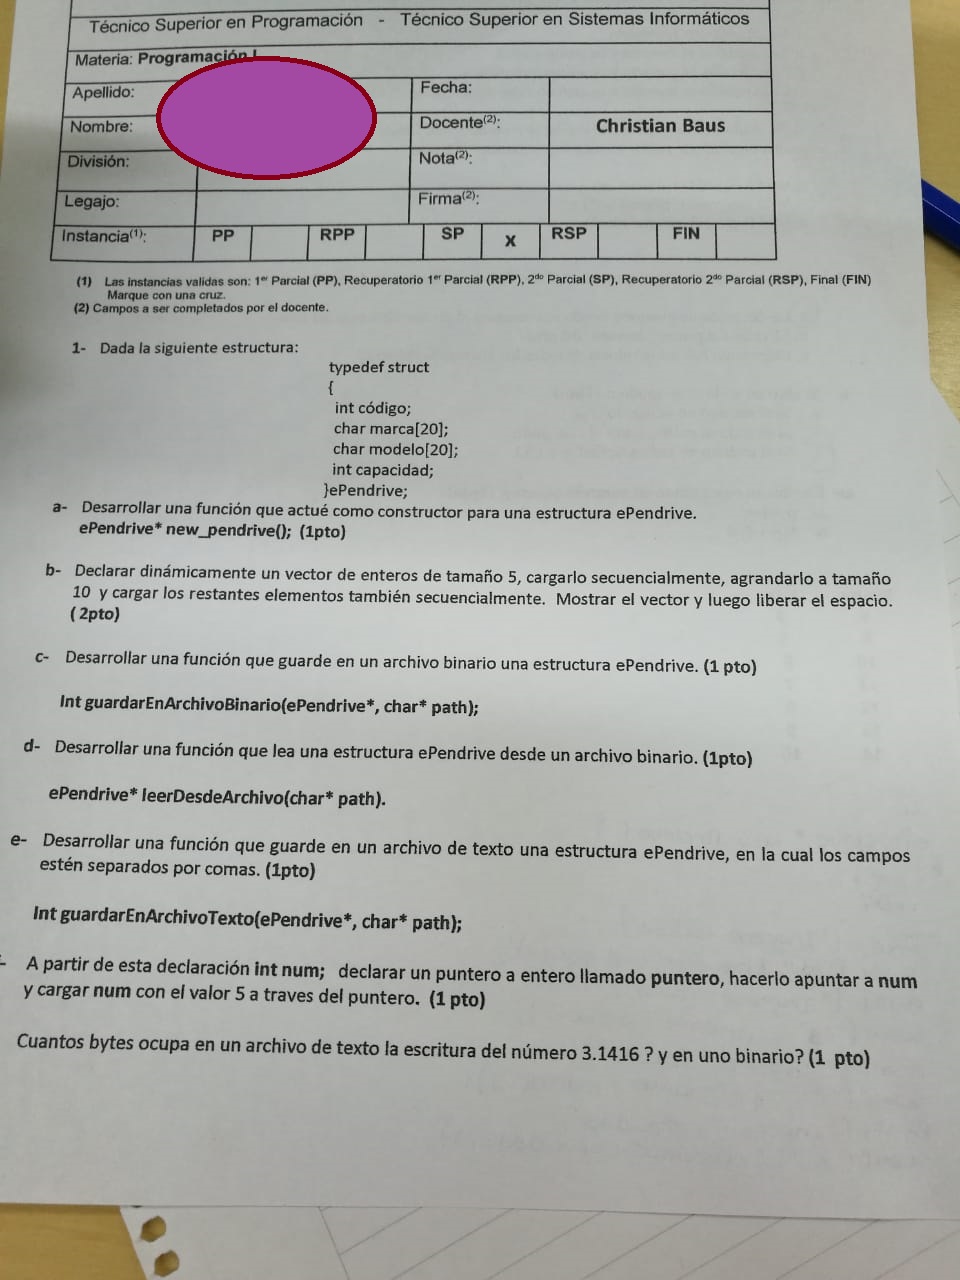 Técnico Superior en Programación - Técnico Superior en Sistemas Informáticos
Materia: Programación I
Apellido:
Fecha:
Nombre:
Docente(2):
Christian Baus
División:
Nota(2):
Legajo:
Firma(2):
Instancia(1): PP RPP SP X RSP FIN
(1) Las instancias validas son: 1er Parcial (PP), Recuperatorio 1er Parcial (RPP), 2do Parcial (SP), Recuperatorio 2do Parcial (RSP), Final (FIN)
Marque con una cruz.
(2) Campos a ser completados por el docente.
1- Dada la siguiente estructura:
typedef struct
{
int código;
char marca[20];
char modelo[20];
int capacidad;
}ePendrive;
a- Desarrollar una función que actué como constructor para una estructura ePendrive.
ePendrive* new_pendrive(); (1pto)
b- Declarar dinámicamente un vector de enteros de tamaño 5, cargarlo secuencialmente, agrandarlo a tamaño
10 y cargar los restantes elementos también secuencialmente. Mostrar el vector y luego liberar el espacio.
( 2pto)
c- Desarrollar una función que guarde en un archivo binario una estructura ePendrive. (1 pto)
Int guardarEnArchivoBinario(ePendrive*, char* path);
d- Desarrollar una función que lea una estructura ePendrive desde un archivo binario. (1pto)
ePendrive* leerDesdeArchivo(char* path).
e- Desarrollar una función que guarde en un archivo de texto una estructura ePendrive, en la cual los campos
estén separados por comas. (1pto)
Int guardarEnArchivoTexto(ePendrive*, char* path);
- A partir de esta declaración int num; declarar un puntero a entero llamado puntero, hacerlo apuntar a num
y cargar num con el valor 5 a traves del puntero. (1 pto)
Cuantos bytes ocupa en un archivo de texto la escritura del número 3.1416 ? y en uno binario? (1 pto)